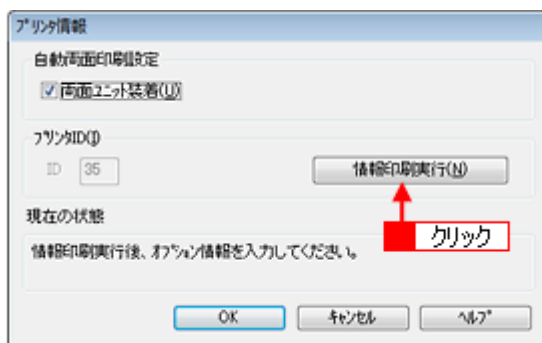 ﾌﾟﾘﾝﾀ情報
自動両面印刷設定
両面ﾕﾆｯﾄ装着(U)
ﾌﾟﾘﾝﾀID(J)
ID 35 情報印刷実行(N)
クリック
現在の状態
情報印刷実行後、ｵﾌﾟｼｮﾝ情報を入力してください。
OK ｷｬﾝｾﾙ ﾍﾙﾌﾟ